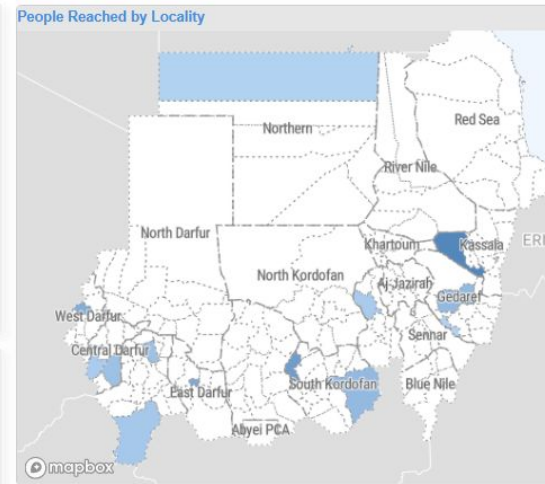 People Reached by Locality
Northern
Red Sea
River Nile
North Darfur
Khartoum
Kassala
ERI
North Kordofan
Aj Jazirah
Gedaref
West Darfur
Sennar
Central Darfur
South Kordofan
East Darfur
Blue Nile
Abyei PCA
mapbox